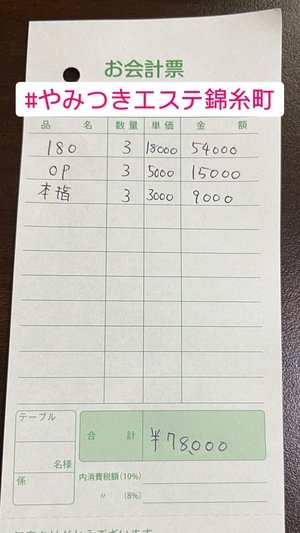 お会計票
#やみつきエステ錦糸町
品 名 数量 単価 金 額
180 3 18000 54000
OP 3 5000 15000
本指 3 3000 9000
テーブル
合 計 ¥78,000
名様
係
内消費税額(10%)
〃 (8%)